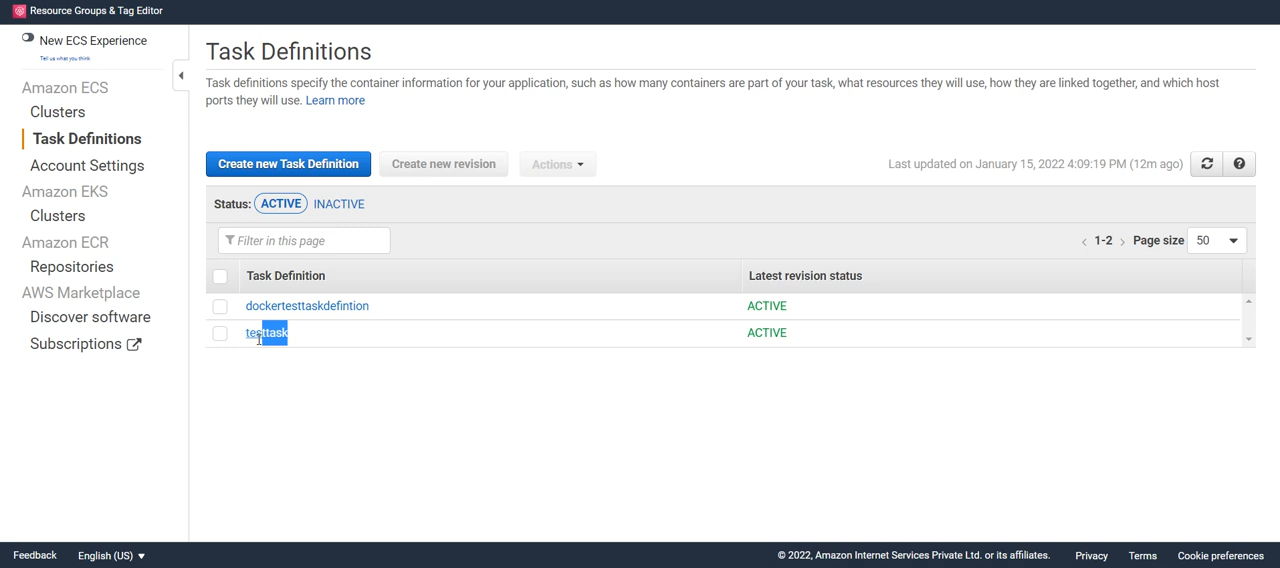 Resource Groups & Tag Editor
New ECS Experience
Tell us what you think
Amazon ECS
Clusters
Task Definitions
Account Settings
Amazon EKS
Clusters
Amazon ECR
Repositories
AWS Marketplace
Discover software
Subscriptions
Task Definitions
Task definitions specify the container information for your application, such as how many containers are part of your task, what resources they will use, how they are linked together, and which host
ports they will use. Learn more
Create new Task Definition Create new revision Actions Last updated on January 15, 2022 4:09:19 PM (12m ago)
Status: ACTIVE INACTIVE
Filter in this page < 1-2 > Page size 50
Task Definition Latest revision status
dockertesttaskdefintion ACTIVE
testtask ACTIVE
Feedback English (US) © 2022, Amazon Internet Services Private Ltd. or its affiliates. Privacy Terms Cookie preferences